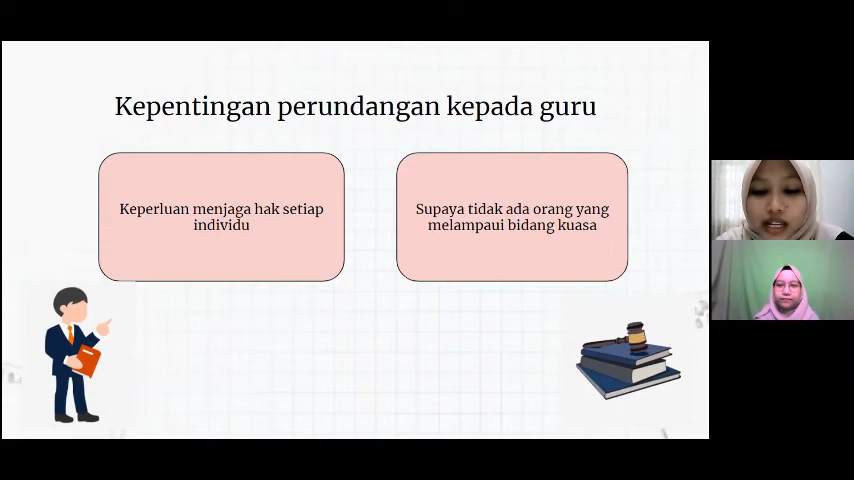 Kepentingan perundangan kepada guru
Keperluan menjaga hak setiap
individu
Supaya tidak ada orang yang
melampaui bidang kuasa